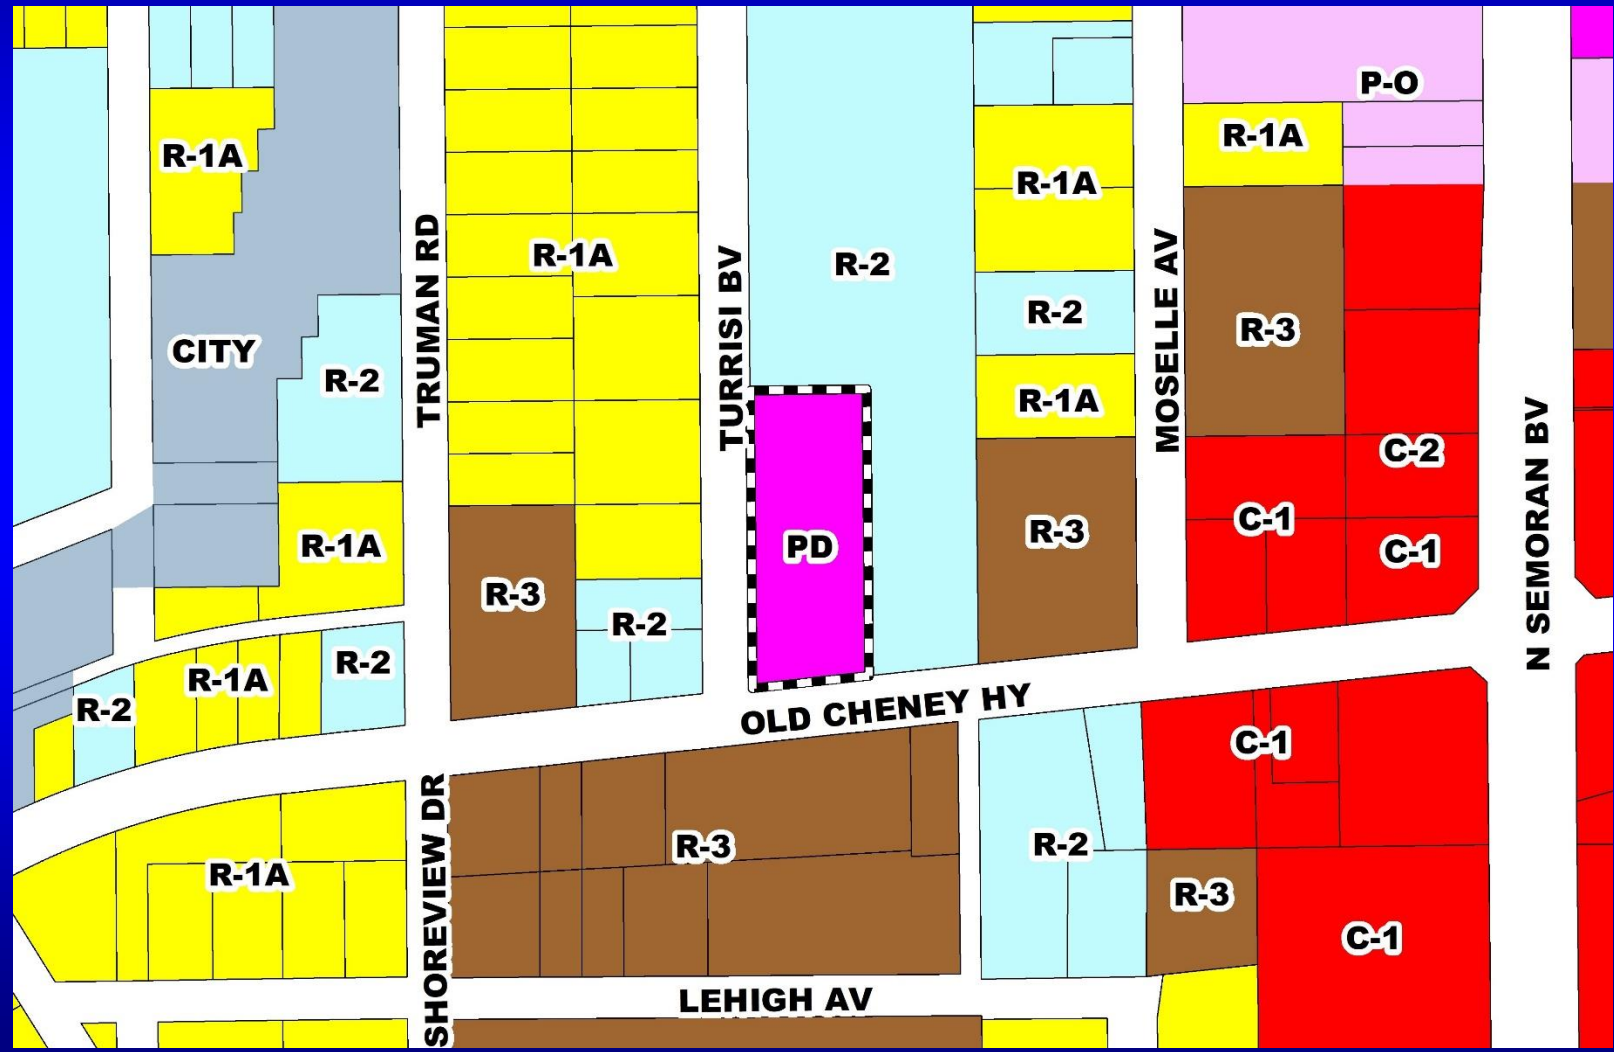 P-O
R-1A
R-1A
R-1A
R-1A
R-2
R-2
R-3
CITY
R-2
TRUMAN RD
TURRISI BV
MOSELLE AV
R-1A
C-2
N SEMORAN BV
C-1
R-3
PD
R-1A
C-1
R-3
R-2
R-2
R-1A
R-2
OLD CHENEY HY
C-1
R-3
R-2
R-1A
SHOREVIEW DR
R-3
C-1
LEHIGH AV